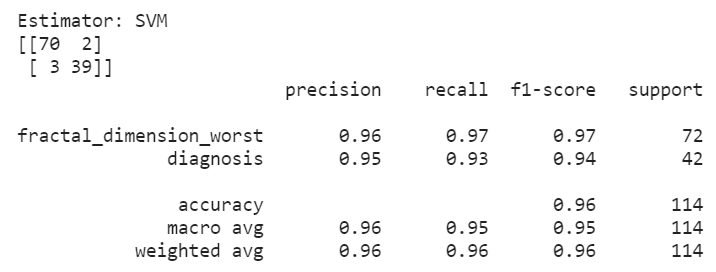 Estimator: SVM
[[70  2]
 [ 3 39]]
                         precision    recall  f1-score   support

fractal_dimension_worst       0.96      0.97      0.97        72
              diagnosis       0.95      0.93      0.94        42

               accuracy                           0.96       114
              macro avg       0.96      0.95      0.95       114
           weighted avg       0.96      0.96      0.96       114